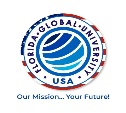 FLORIDA • GLOBAL • UNIVERSITY
• USA •
Our Mission... Your Future!